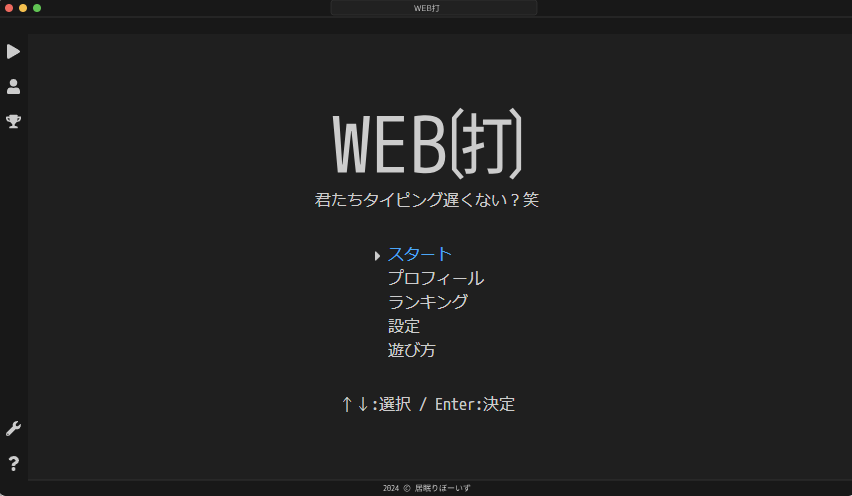 WEB打
WEB(打)
君たちタイピング遅くない？笑
スタート
プロフィール
ランキング
設定
遊び方
↑↓:選択 / Enter:決定
2024 © 居眠りぼーいず